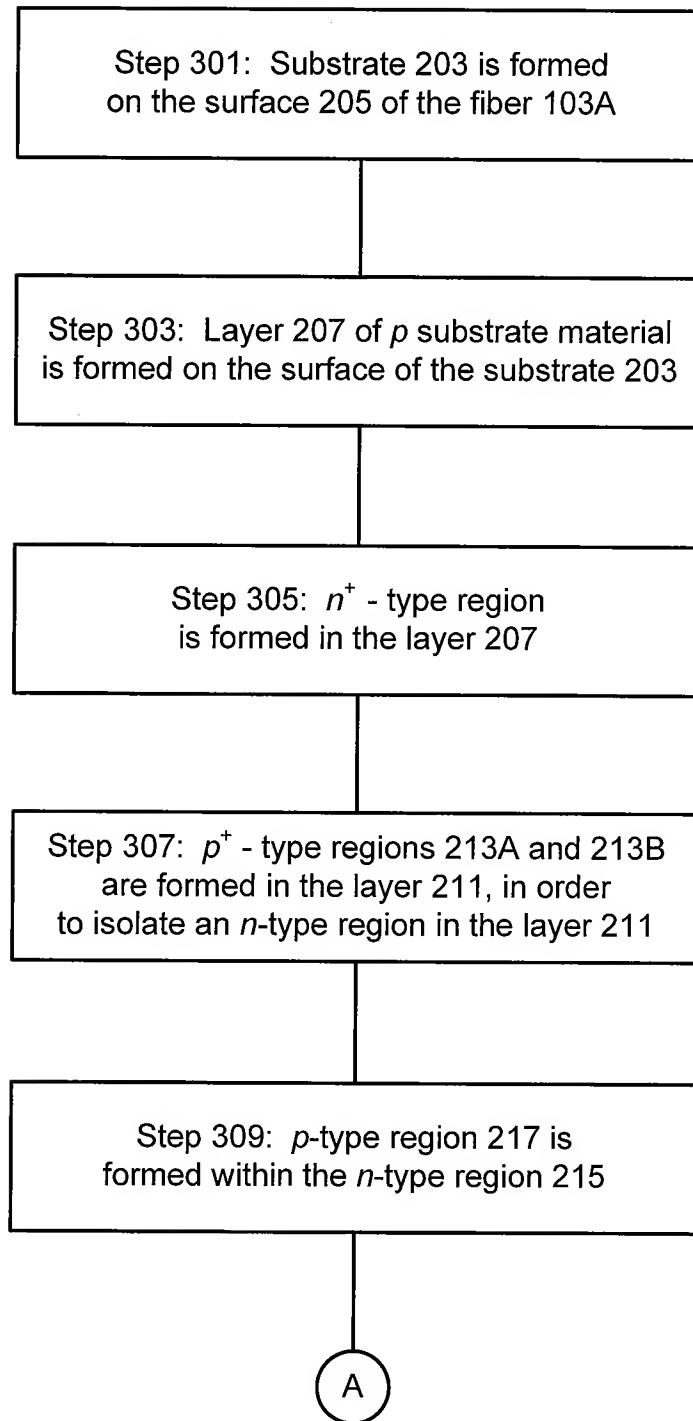 Step 301: Substrate 203 is formed
on the surface 205 of the fiber 103A
Step 303: Layer 207 of p substrate material
is formed on the surface of the substrate 203
Step 305: n+ - type region
is formed in the layer 207
Step 307: p+ - type regions 213A and 213B
are formed in the layer 211, in order
to isolate an n-type region in the layer 211
Step 309: p-type region 217 is
formed within the n-type region 215
A